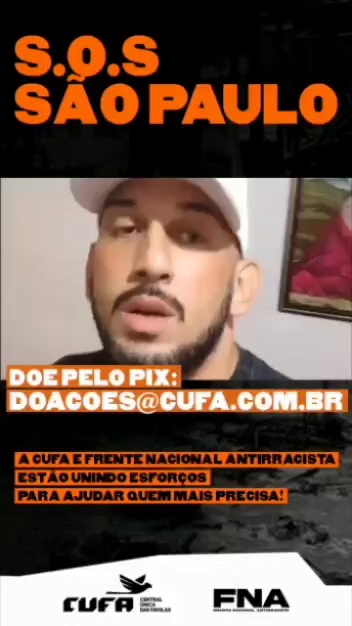 S.O.S
SÃO PAULO
DOE PELO PIX:
DOACOES@CUFA.COM.BR
A CUFA E FRENTE NACIONAL ANTIRRACISTA
ESTÃO UNINDO ESFORÇOS
PARA AJUDAR QUEM MAIS PRECISA!
CUFA
CENTRAL
ÚNICA
DAS FAVELAS
FNA
FRENTE NACIONAL ANTIRRACISTA